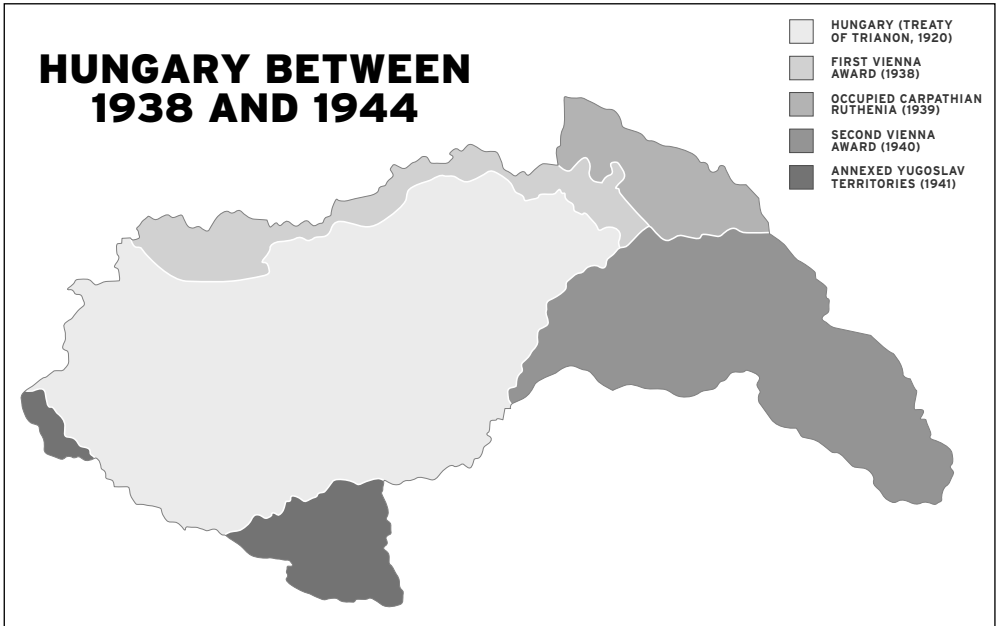 HUNGARY BETWEEN
1938 AND 1944
HUNGARY (TREATY
OF TRIANON, 1920)
FIRST VIENNA
AWARD (1938)
OCCUPIED CARPATHIAN
RUTHENIA (1939)
SECOND VIENNA
AWARD (1940)
ANNEXED YUGOSLAV
TERRITORIES (1941)